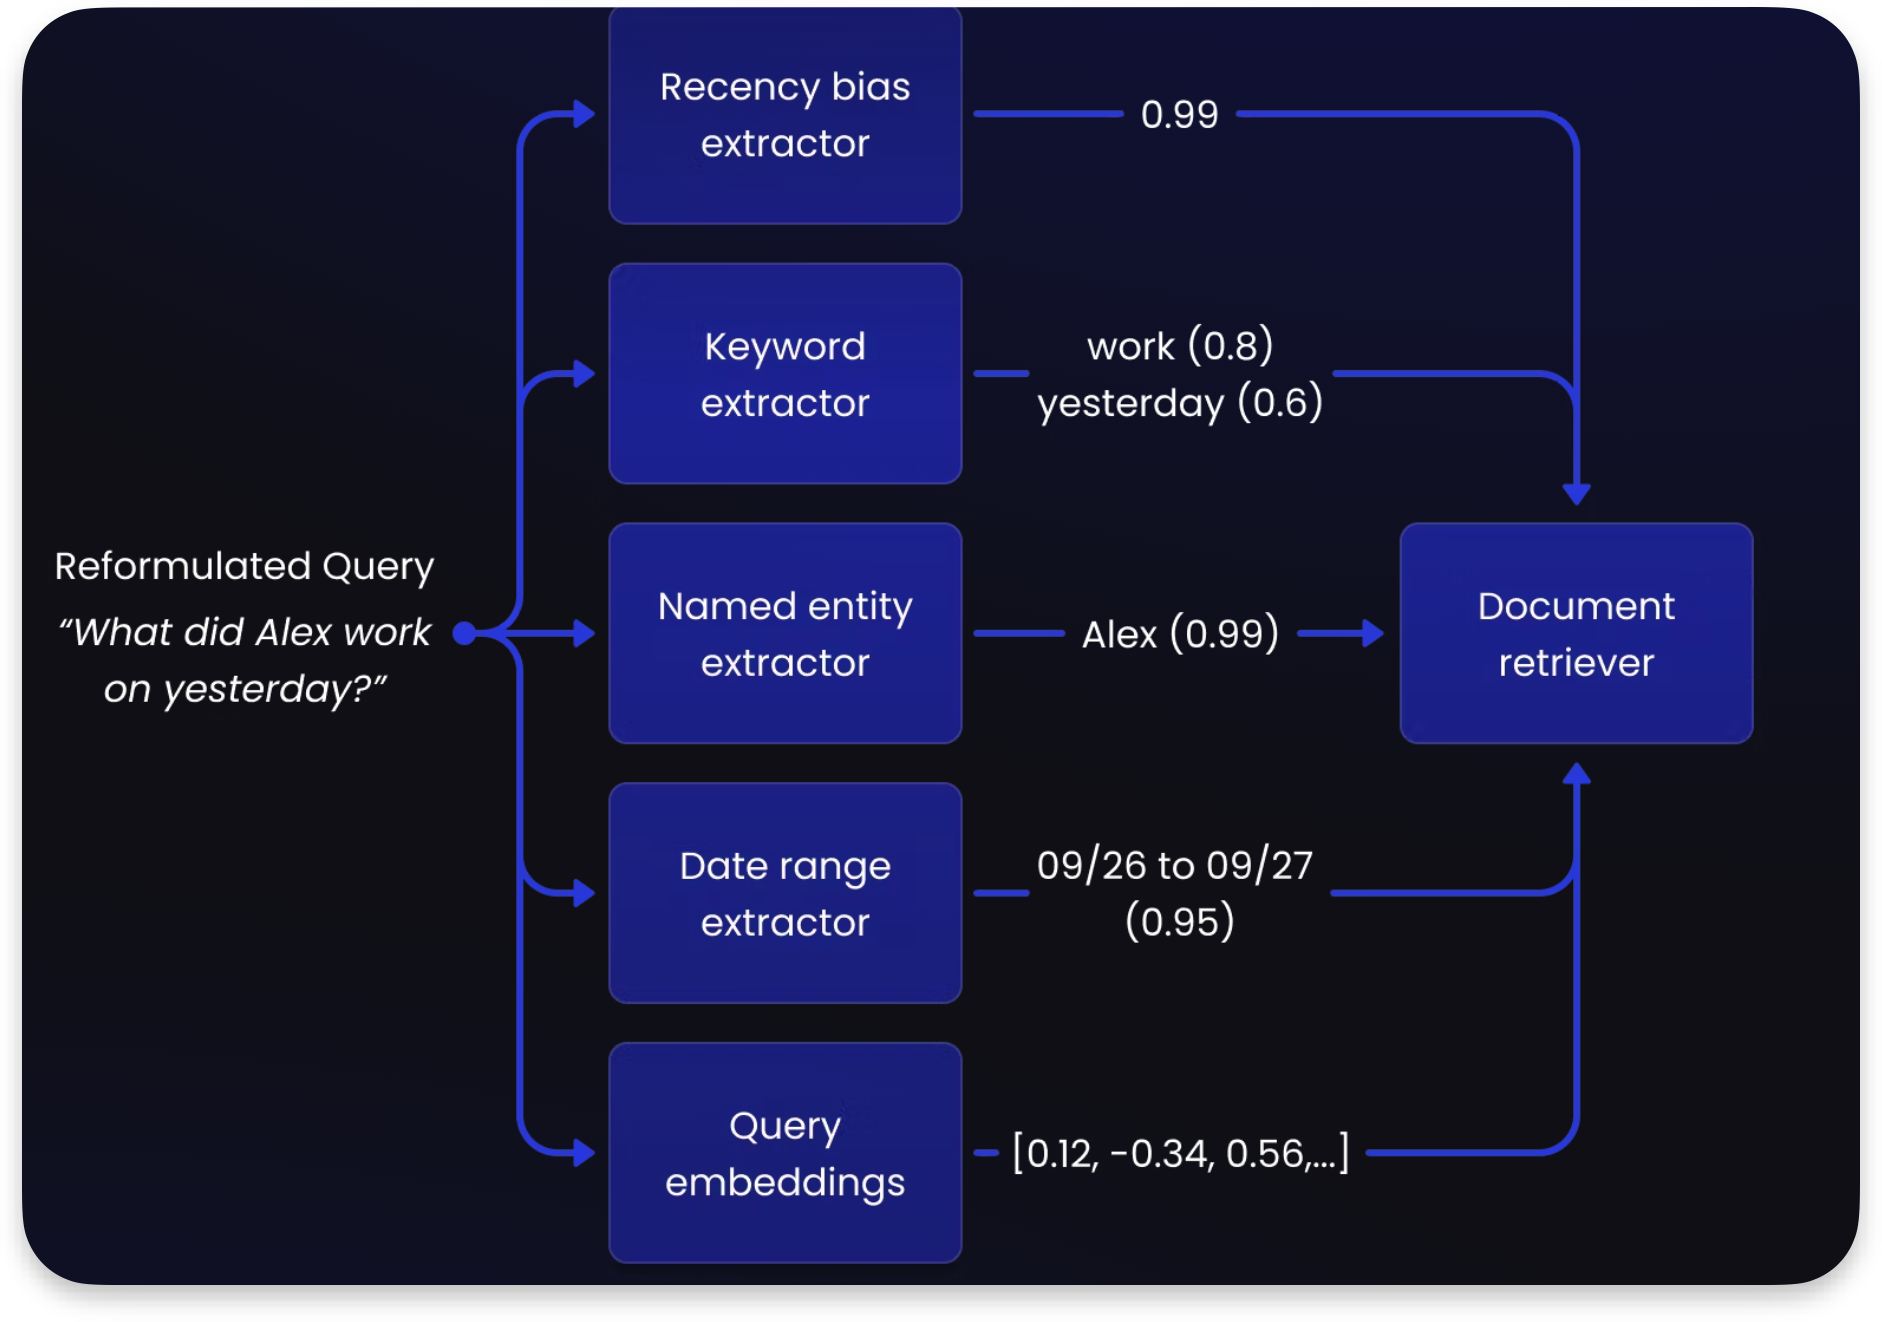 Recency bias
extractor
0.99
Keyword
extractor
work (0.8)
yesterday (0.6)
Reformulated Query
“What did Alex work
on yesterday?”
Named entity
extractor
Alex (0.99)
Document
retriever
Date range
extractor
09/26 to 09/27
(0.95)
Query
embeddings
[0.12, -0.34, 0.56,...]